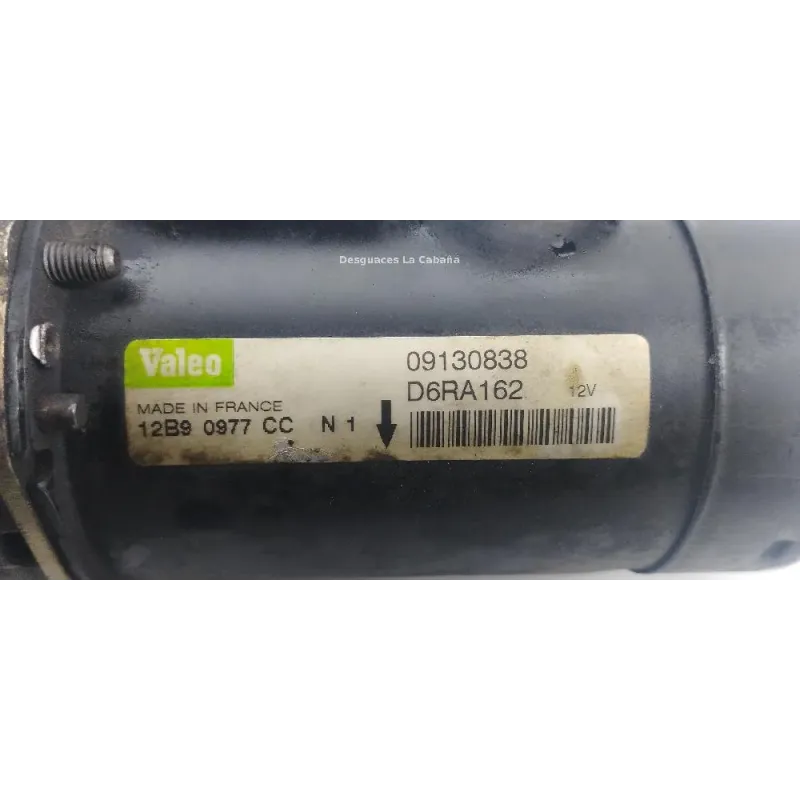 Desguaces La Cabaña
Valeo
09130838
D6RA162 12V
MADE IN FRANCE
12B9 0977 CC N 1